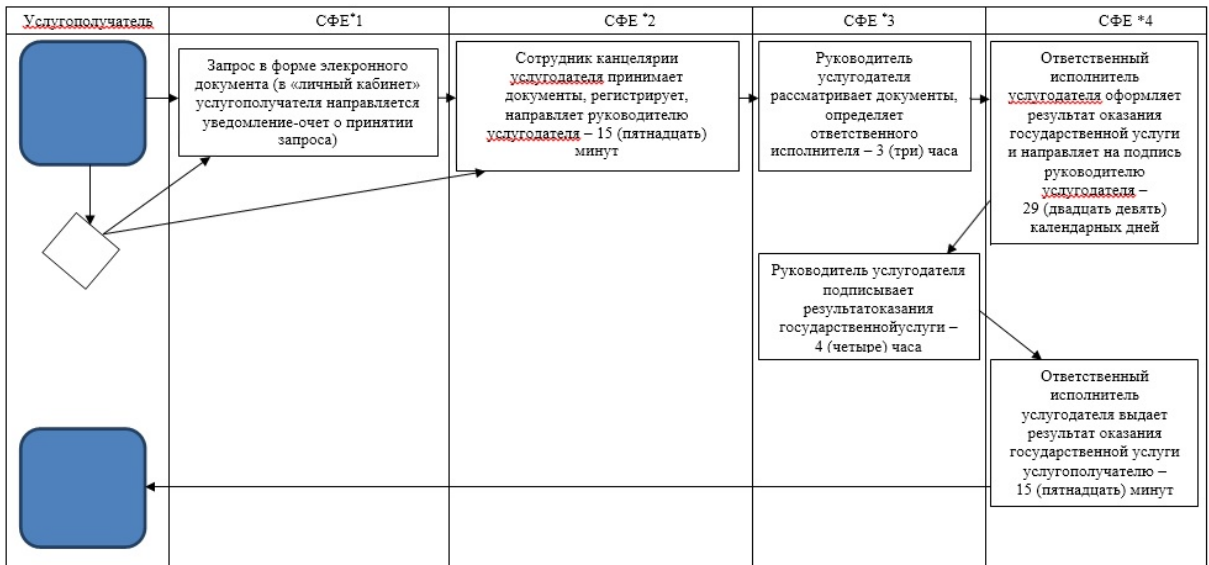 Услугополучатель
СФЕ*1
СФЕ *2
СФЕ *3
СФЕ *4
Запрос в форме элекронного
документа (в «личный кабинет»
услугополучателя направляется
уведомление-счет о принятии
запроса)
Сотрудник канцелярии
услугодателя принимает
документы, регистрирует,
направляет руководителю
услугодателя – 15 (пятнадцать)
минут
Руководитель
услугодателя
рассматривает документы,
определяет
ответственного
исполнителя – 3 (три) часа
Ответственный
исполнитель
услугодателя оформляет
результат оказания
государственной услуги
и направляет на подпись
руководителю
услугодателя –
29 (двадцать девять)
календарных дней
Руководитель услугодателя
подписывает
результатоказания
государственнойуслуги –
4 (четыре) часа
Ответственный
исполнитель
услугодателя выдает
результат оказания
государственной услуги
услугополучателю –
15 (пятнадцать) минут